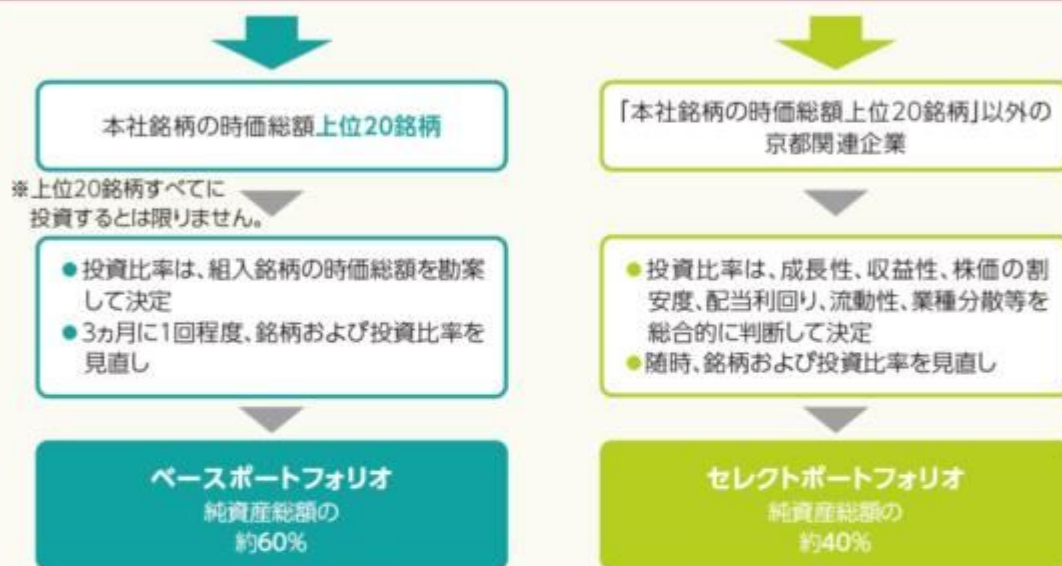 本社銘柄の時価総額上位20銘柄
※上位20銘柄すべてに
投資するとは限りません。
●投資比率は、組入銘柄の時価総額を勘案
して決定
●3ヵ月に1回程度、銘柄および投資比率を
見直し
ベースポートフォリオ
純資産総額の
約60%
「本社銘柄の時価総額上位20銘柄」以外の
京都関連企業
●投資比率は、成長性、収益性、株価の割
安度、配当利回り、流動性、業種分散等を
総合的に判断して決定
●随時、銘柄および投資比率を見直し
セレクトポートフォリオ
純資産総額の
約40%